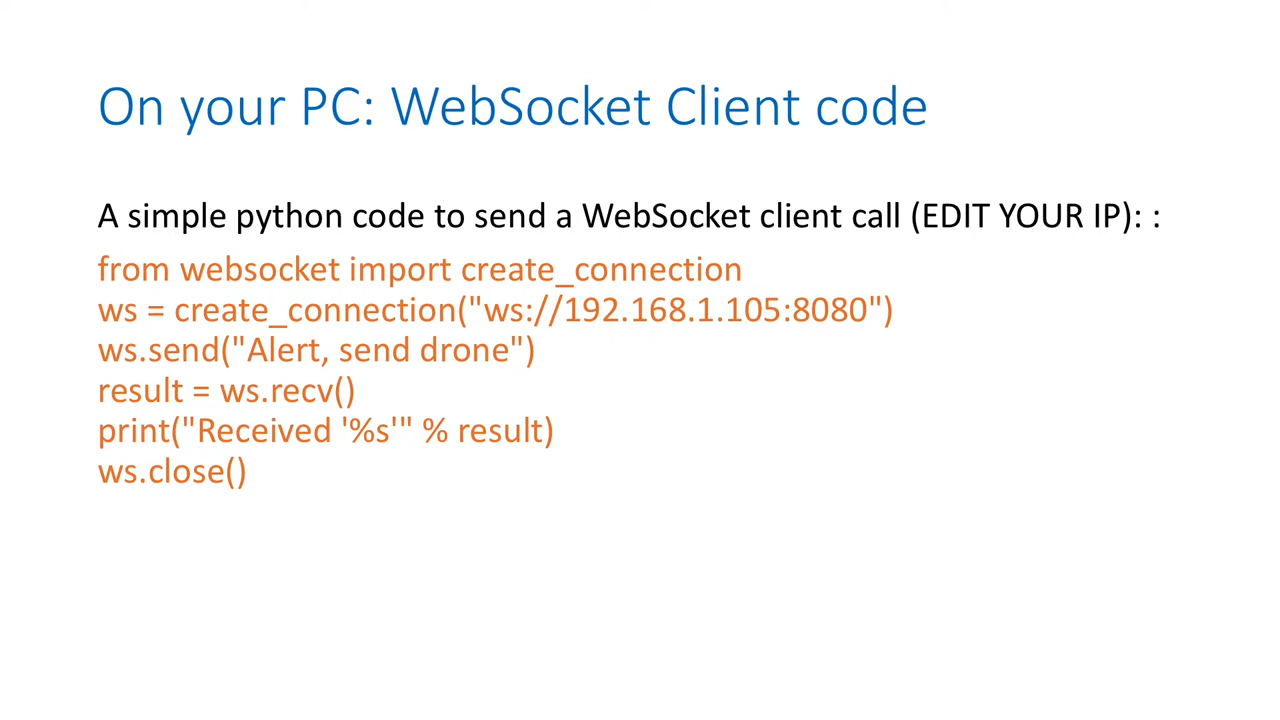 On your PC: WebSocket Client code
A simple python code to send a WebSocket client call (EDIT YOUR IP): :
from websocket import create_connection
ws = create_connection("ws://192.168.1.105:8080")
ws.send("Alert, send drone")
result = ws.recv()
print("Received '%s'" % result)
ws.close()